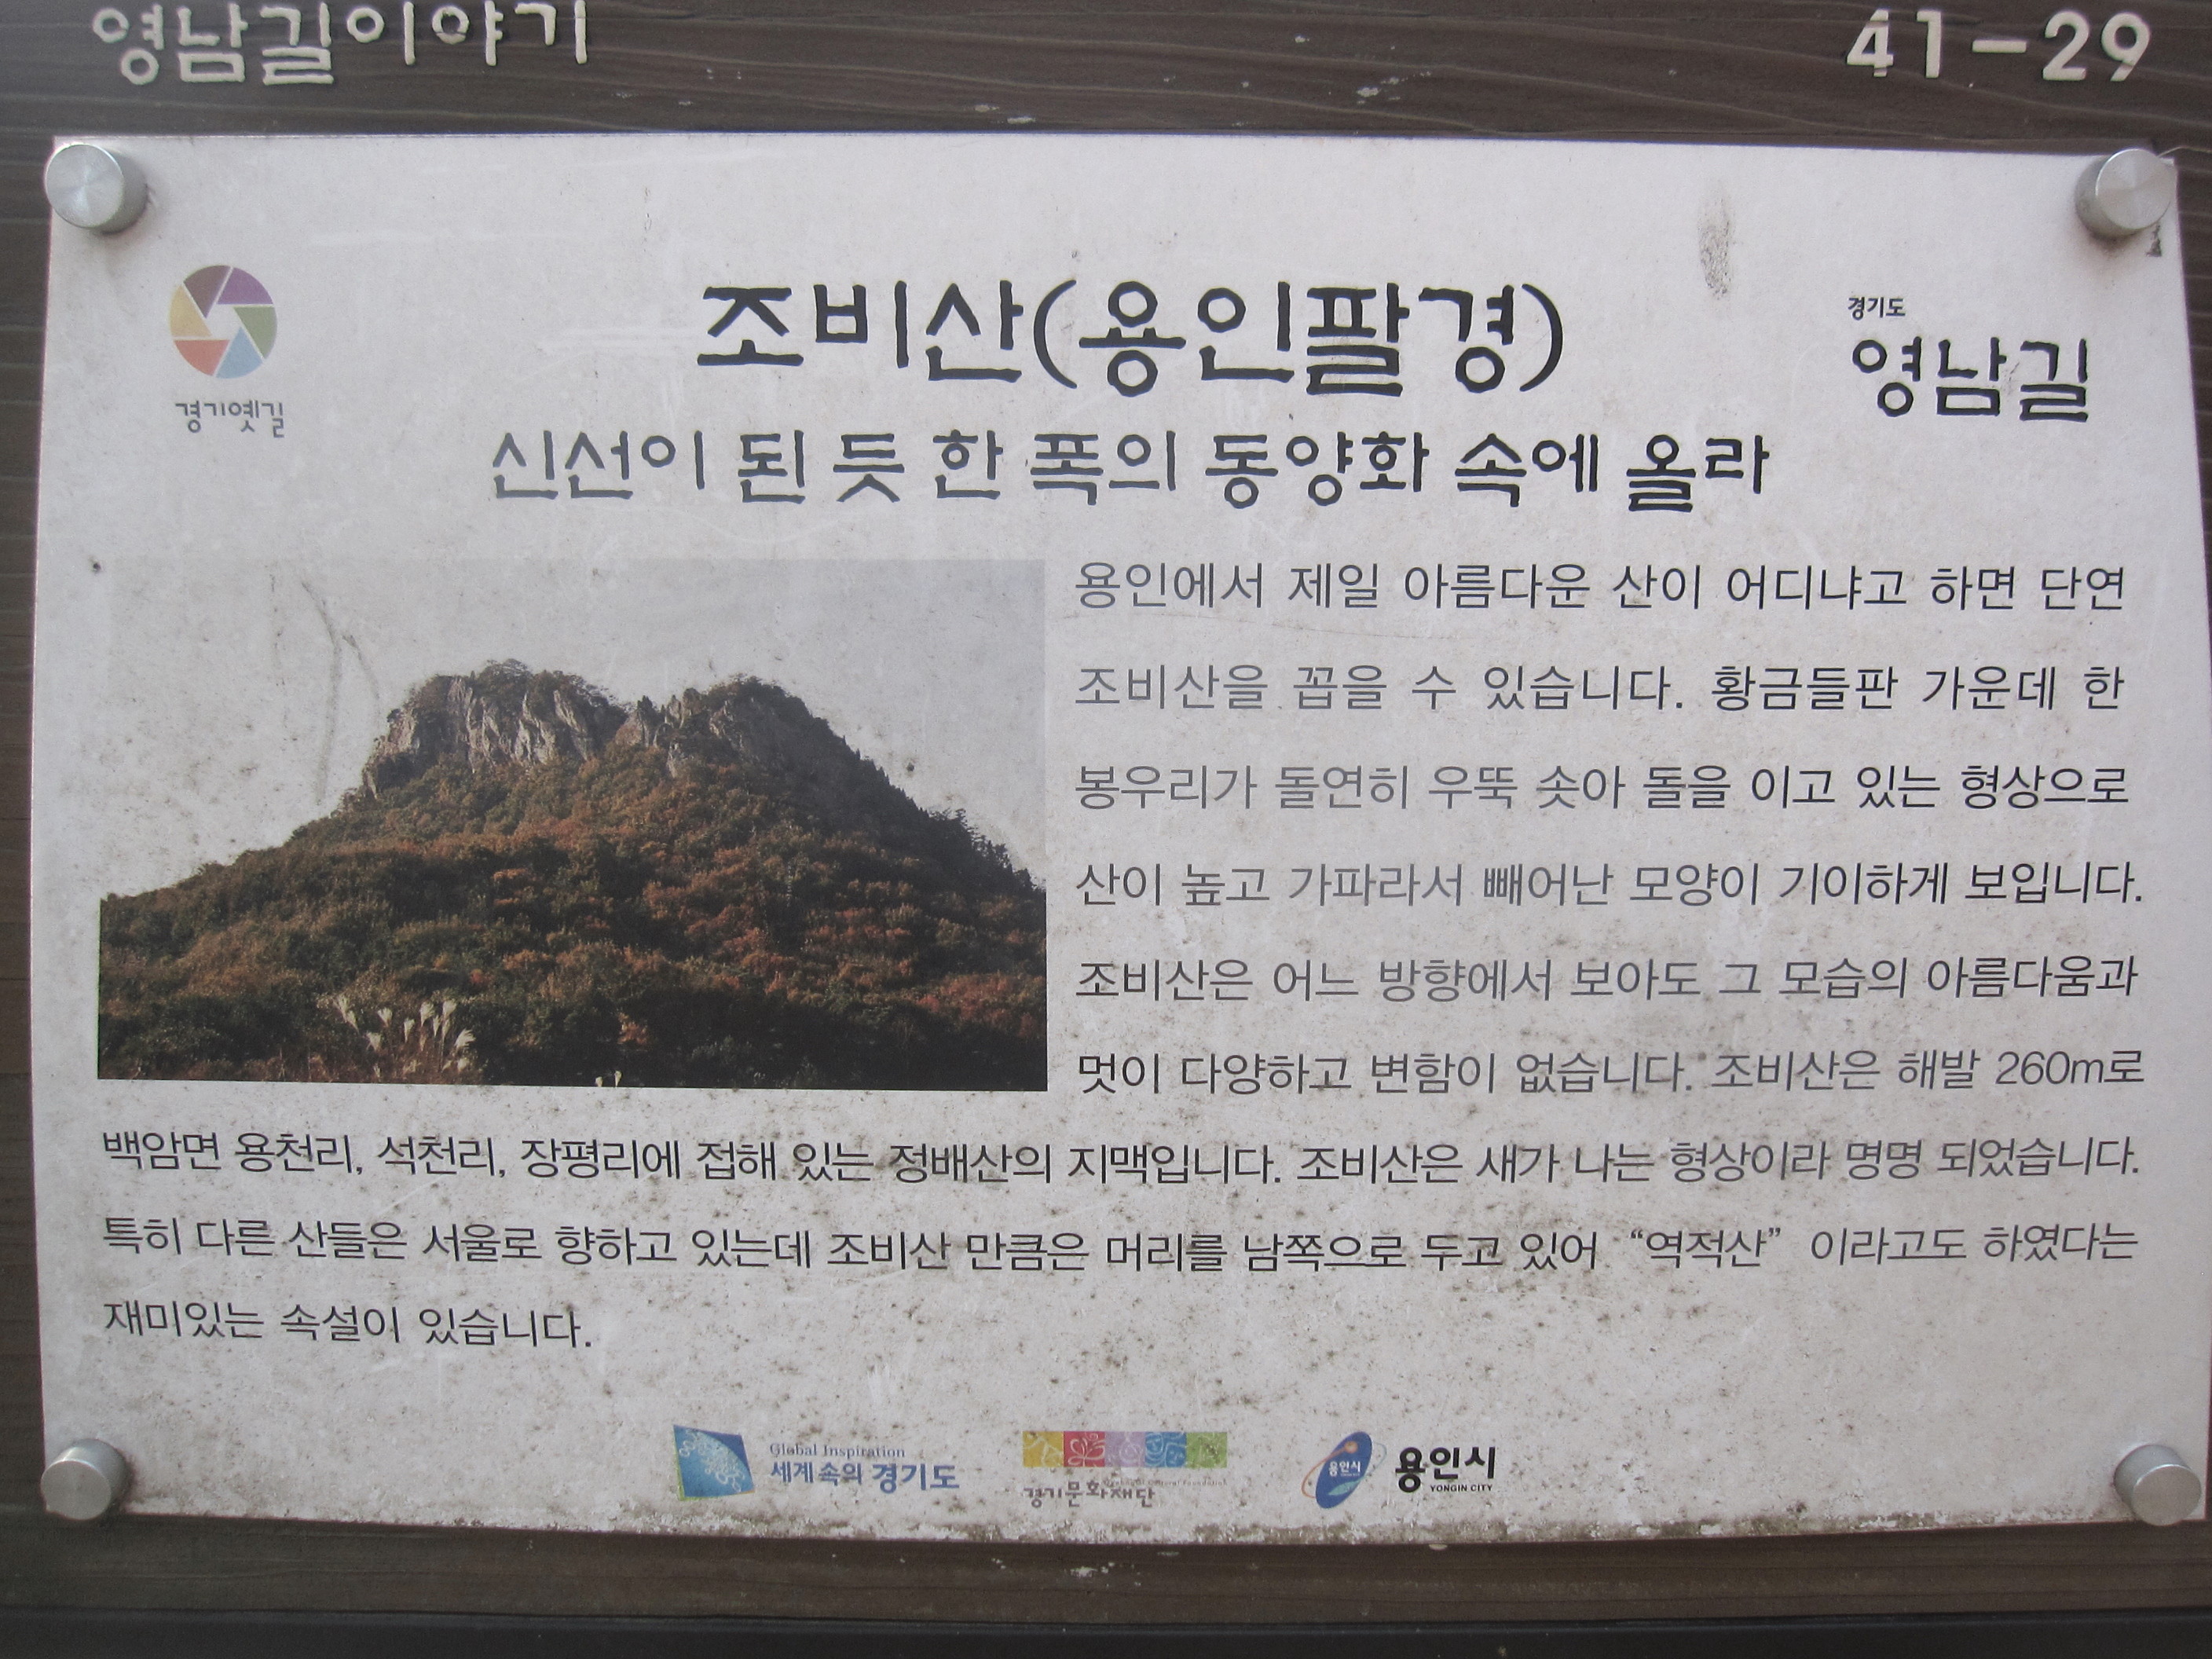 영남길이야기
41-29
경기옛길
조비산(용인팔경)
경기도
영남길
신선이 된 듯 한 폭의 동양화 속에 올라
용인에서 제일 아름다운 산이 어디냐고 하면 단연
조비산을 꼽을 수 있습니다. 황금들판 가운데 한
봉우리가 돌연히 우뚝 솟아 돌을 이고 있는 형상으로
산이 높고 가파라서 빼어난 모양이 기이하게 보입니다.
조비산은 어느 방향에서 보아도 그 모습의 아름다움과
멋이 다양하고 변함이 없습니다. 조비산은 해발 260m로
백암면 용천리, 석천리, 장평리에 접해 있는 정배산의 지맥입니다. 조비산은 새가 나는 형상이라 명명 되었습니다.
특히 다른 산들은 서울로 향하고 있는데 조비산 만큼은 머리를 남쪽으로 두고 있어 “역적산” 이라고도 하였다는
재미있는 속설이 있습니다.
Global Inspiration
세계 속의 경기도
경기문화재단
용인시
용인시
YONGIN CITY